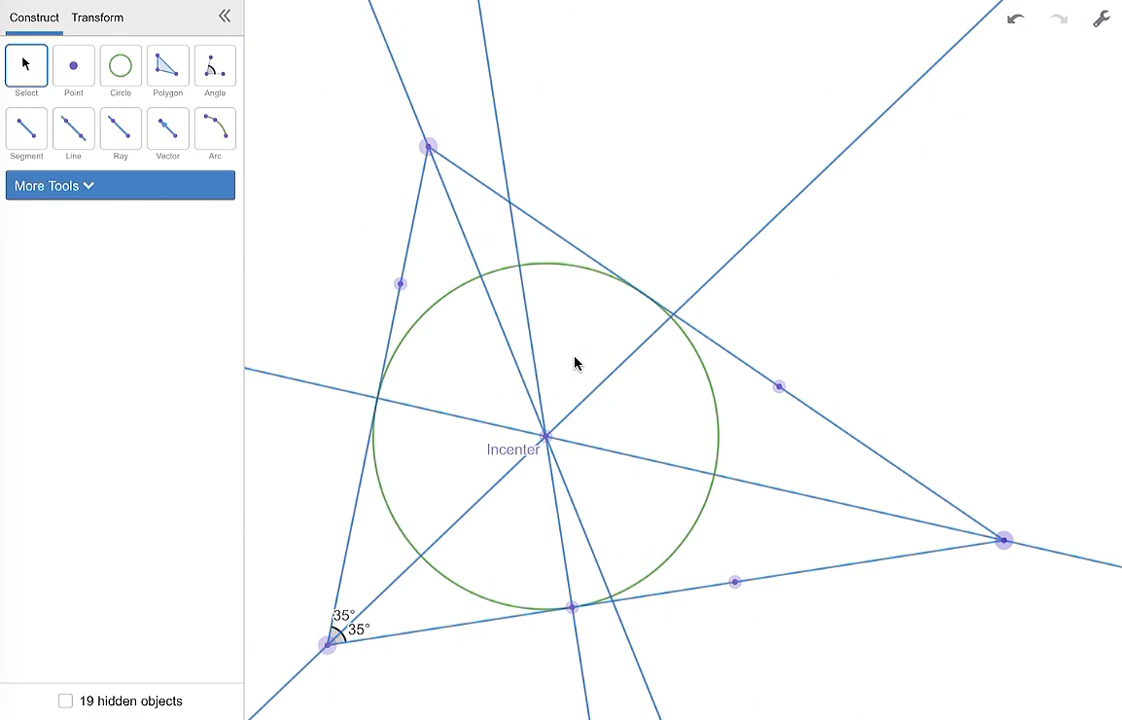 Construct
Transform
Select
Point
Circle
Polygon
Angle
Segment
Line
Ray
Vector
Arc
More Tools
Incenter
35°
35°
19 hidden objects